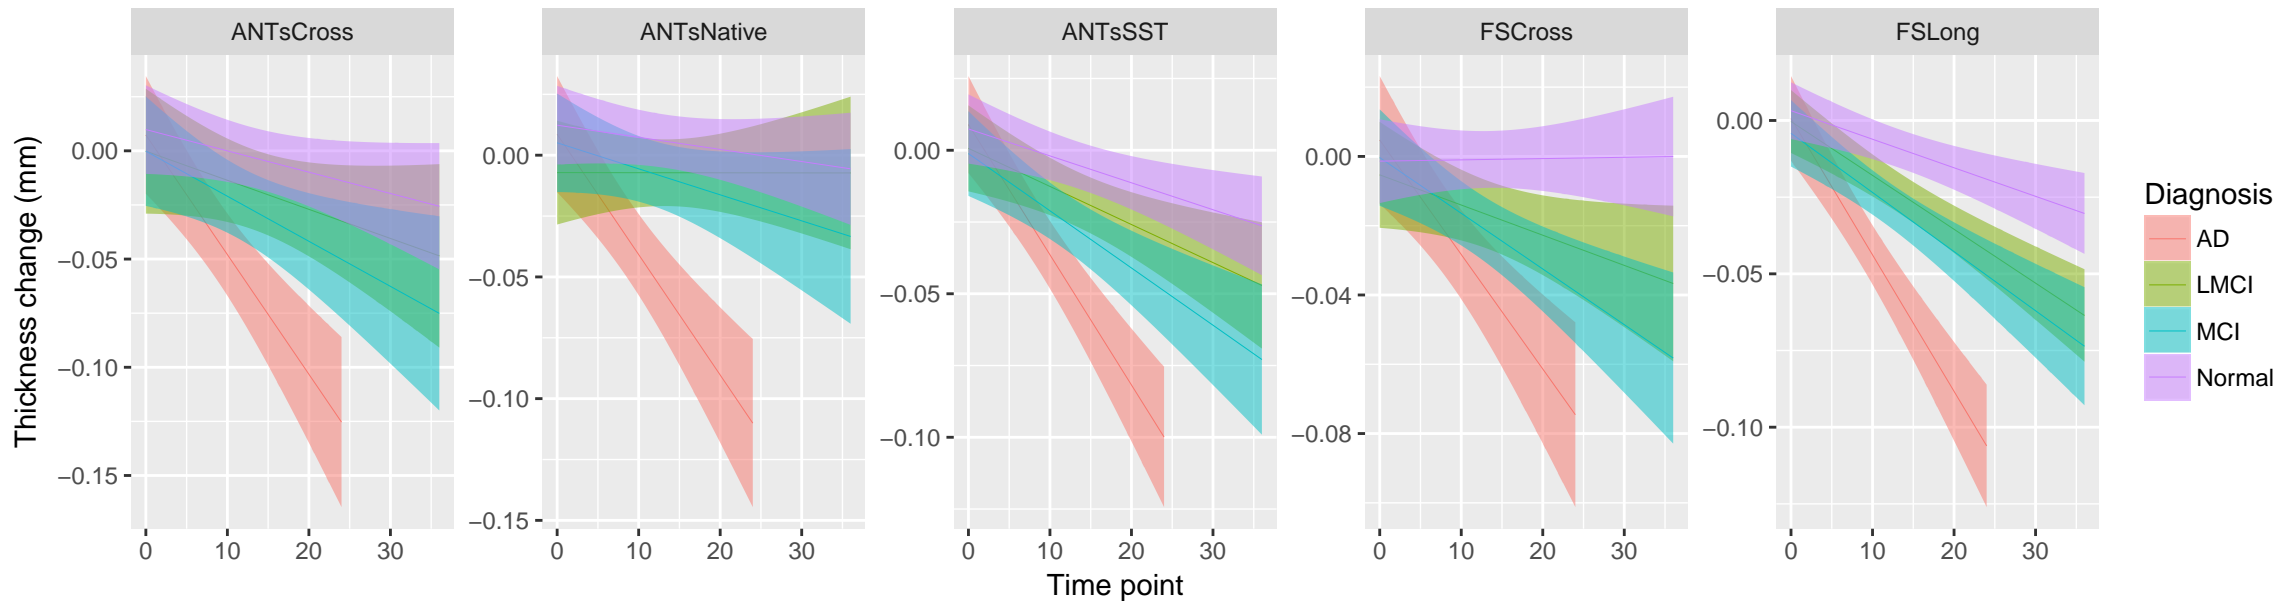 ANTsCross ANTsNative ANTsSST FSCross FSLong
Thickness change (mm)
0.00
−0.05
−0.10
−0.15
0 10 20 30
0.00
−0.05
−0.10
−0.15
0 10 20 30
0.00
−0.05
−0.10
0 10 20 30
0.00
−0.04
−0.08
0 10 20 30
0.00
−0.05
−0.10
0 10 20 30
Time point
Diagnosis
AD
LMCI
MCI
Normal